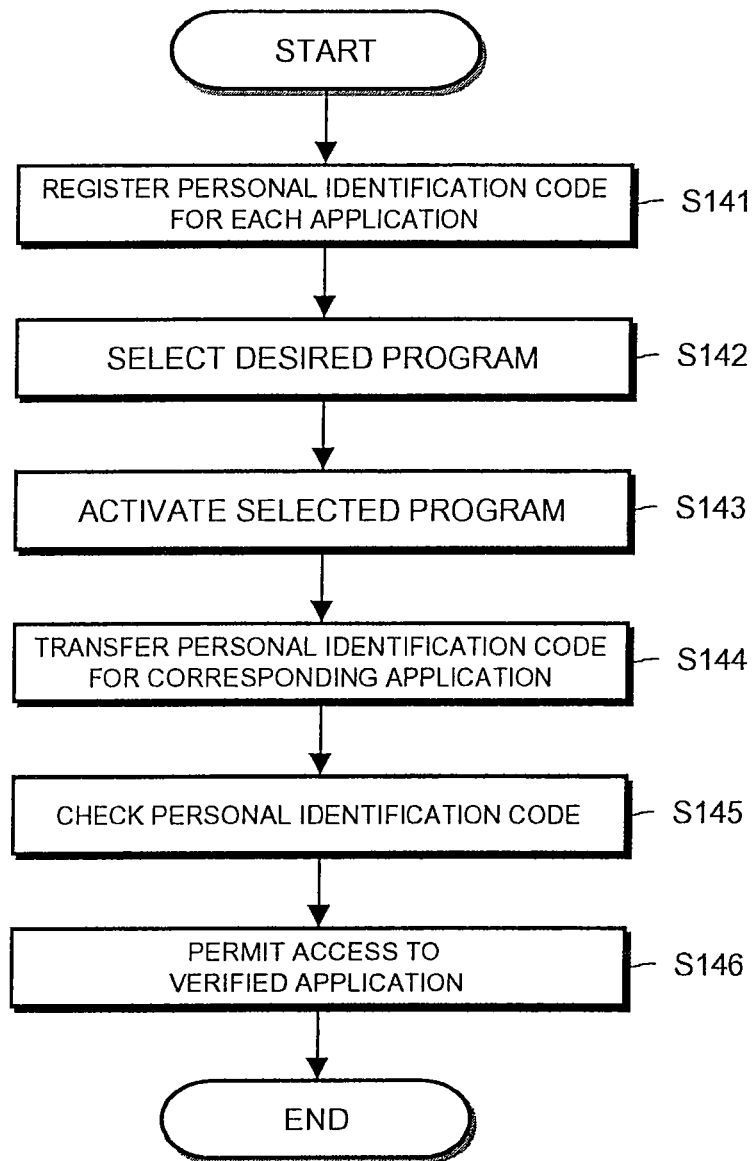 START
REGISTER PERSONAL IDENTIFICATION CODE
FOR EACH APPLICATION
S141
SELECT DESIRED PROGRAM
S142
ACTIVATE SELECTED PROGRAM
S143
TRANSFER PERSONAL IDENTIFICATION CODE
FOR CORRESPONDING APPLICATION
S144
CHECK PERSONAL IDENTIFICATION CODE
S145
PERMIT ACCESS TO
VERIFIED APPLICATION
S146
END